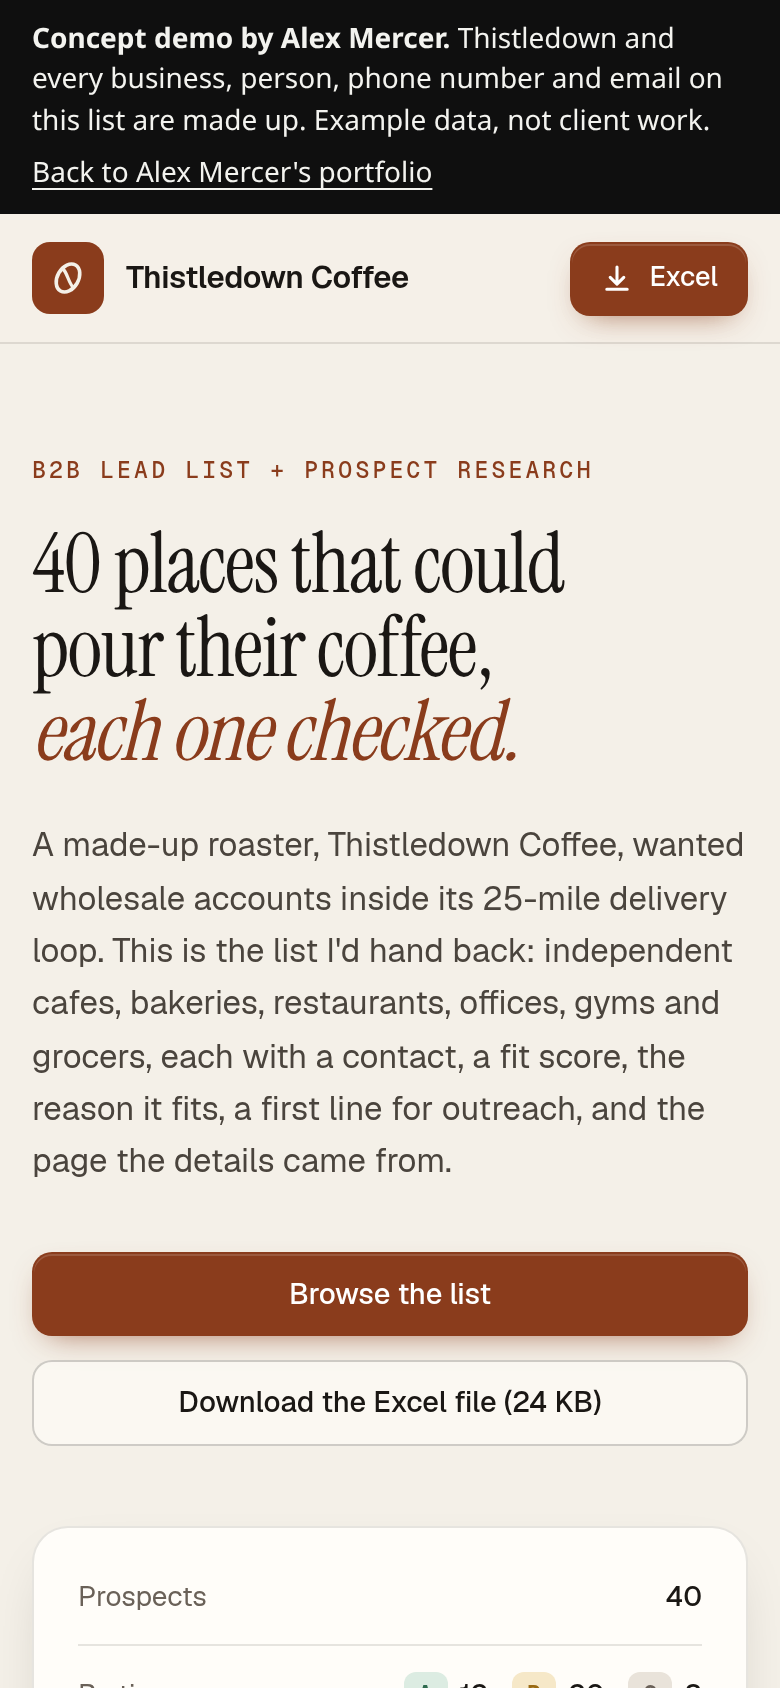 Concept demo by Alex Mercer. Thistledown and
every business, person, phone number and email on
this list are made up. Example data, not client work.
Back to Alex Mercer's portfolio
Thistledown Coffee
Excel
B2B LEAD LIST + PROSPECT RESEARCH
40 places that could
pour their coffee,
each one checked.
A made-up roaster, Thistledown Coffee, wanted
wholesale accounts inside its 25-mile delivery
loop. This is the list I'd hand back: independent
cafes, bakeries, restaurants, offices, gyms and
grocers, each with a contact, a fit score, the
reason it fits, a first line for outreach, and the
page the details came from.
Browse the list
Download the Excel file (24 KB)
Prospects 40